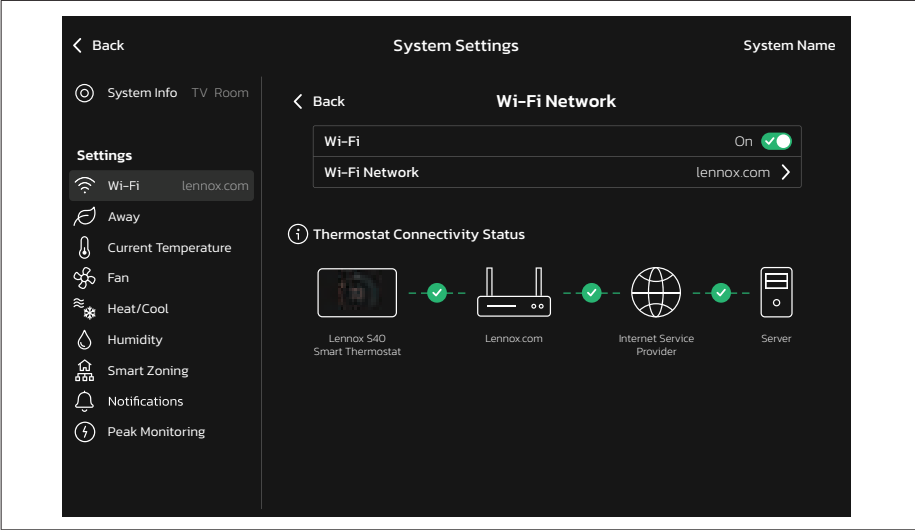 Back
System Settings
System Name
System Info TV Room
Settings
Wi-Fi lennox.com
Away
Current Temperature
Fan
Heat/Cool
Humidity
Smart Zoning
Notifications
Peak Monitoring
Back
Wi-Fi Network
Wi-Fi On
Wi-Fi Network lennox.com
Thermostat Connectivity Status
Lennox S40
Smart Thermostat
Lennox.com
Internet Service
Provider
Server